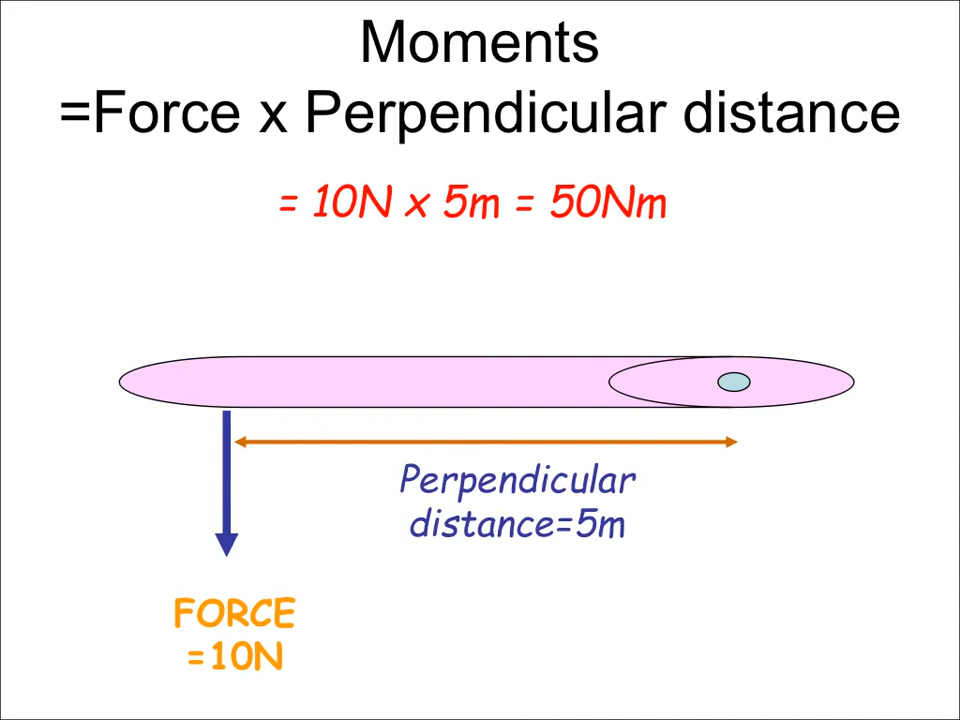 Moments
=Force x Perpendicular distance
= 10N x 5m = 50Nm
Perpendicular
distance=5m
FORCE
=10N